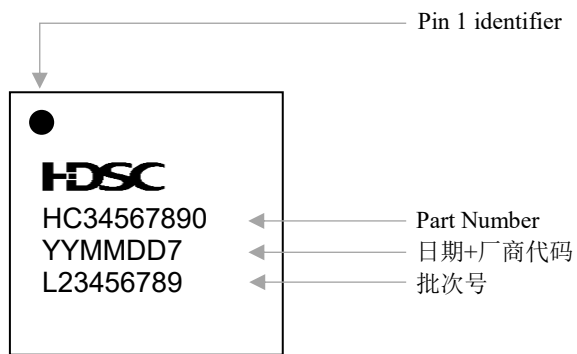 Pin 1 identifier
HDSC
HC34567890
Part Number
YYMMDD7
日期+厂商代码
L23456789
批次号